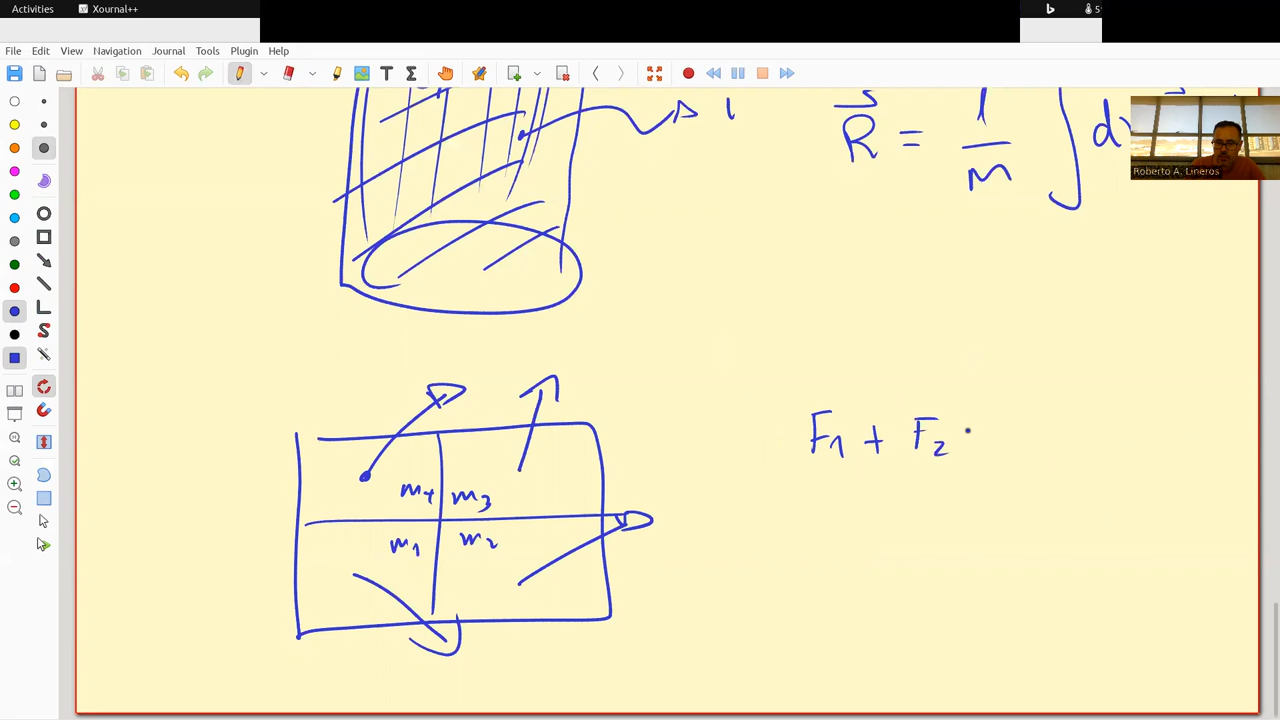 Activities Xournal++ 5
File Edit View Navigation Journal Tools Plugin Help
R = 1/m ∫ d
Roberto A. Lineros
F₁ + F₂
m₄ m₃
m₁ m₂